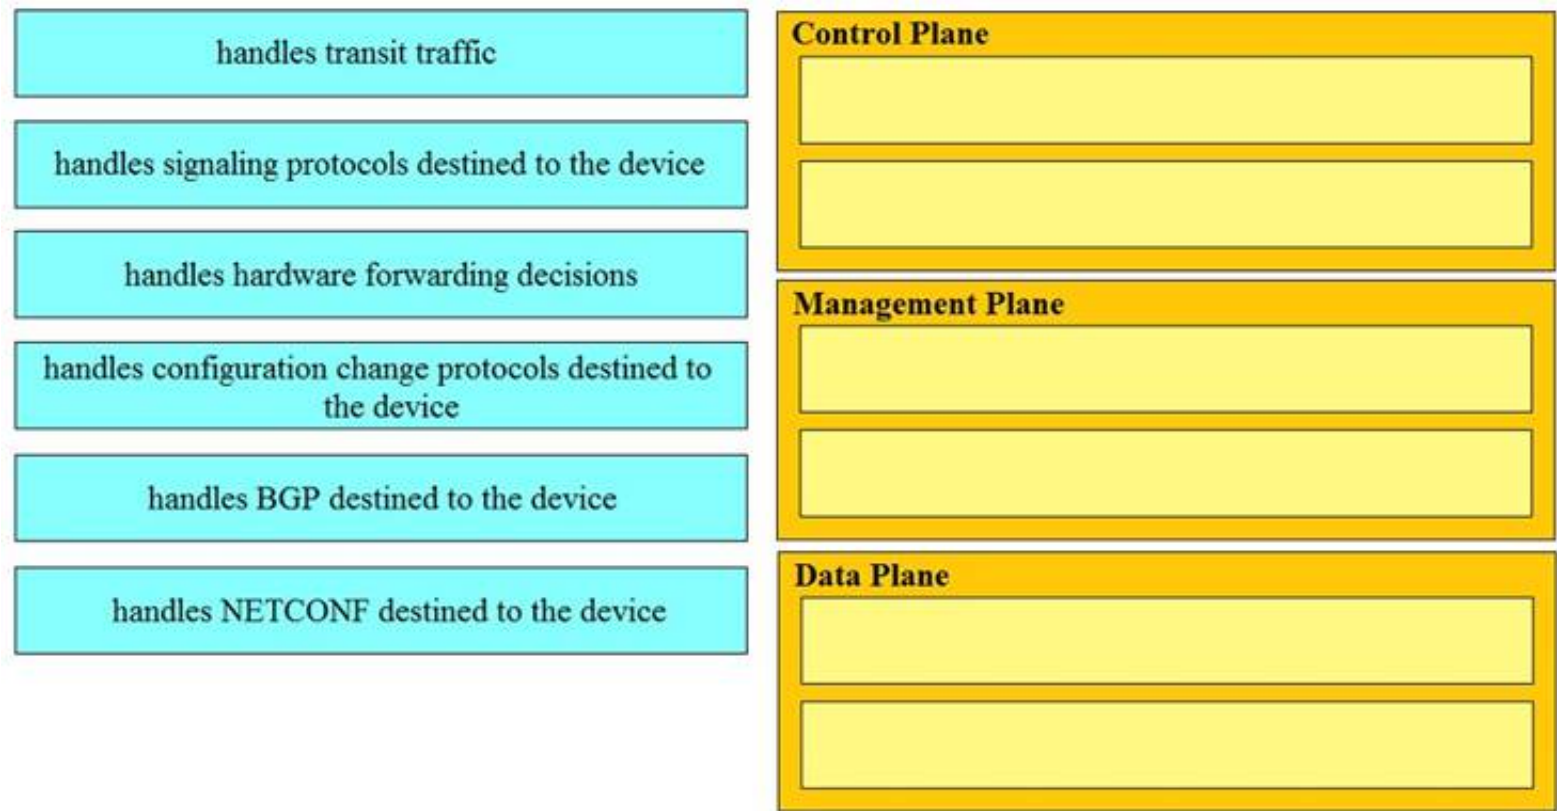 handles transit traffic
handles signaling protocols destined to the device
handles hardware forwarding decisions
handles configuration change protocols destined to
the device
handles BGP destined to the device
handles NETCONF destined to the device
Control Plane
Management Plane
Data Plane